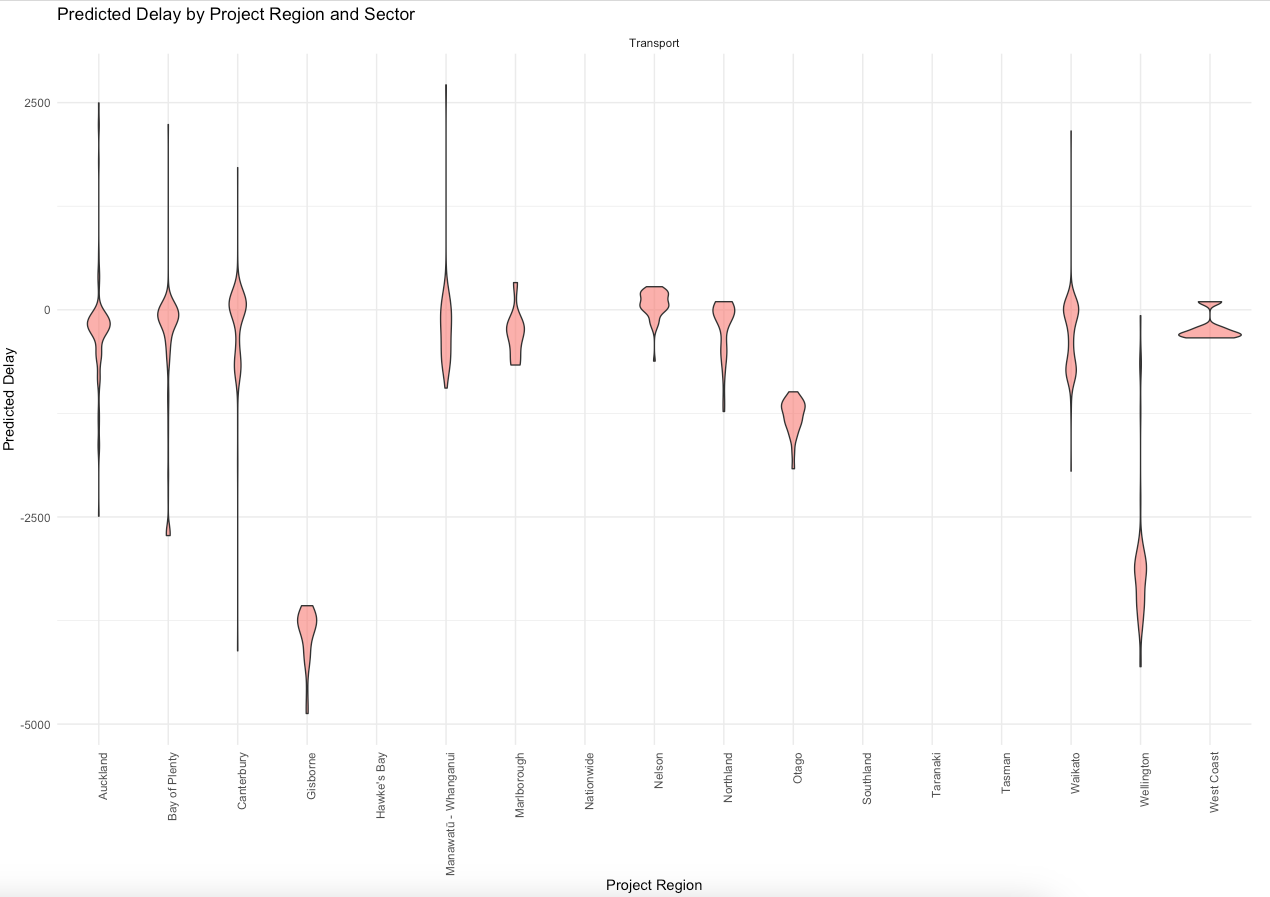 Predicted Delay by Project Region and Sector
Transport
2500
0
-2500
-5000
Predicted Delay
Auckland
Bay of Plenty
Canterbury
Gisborne
Hawke's Bay
Manawatū - Whanganui
Marlborough
Nationwide
Nelson
Northland
Otago
Southland
Taranaki
Tasman
Waikato
Wellington
West Coast
Project Region